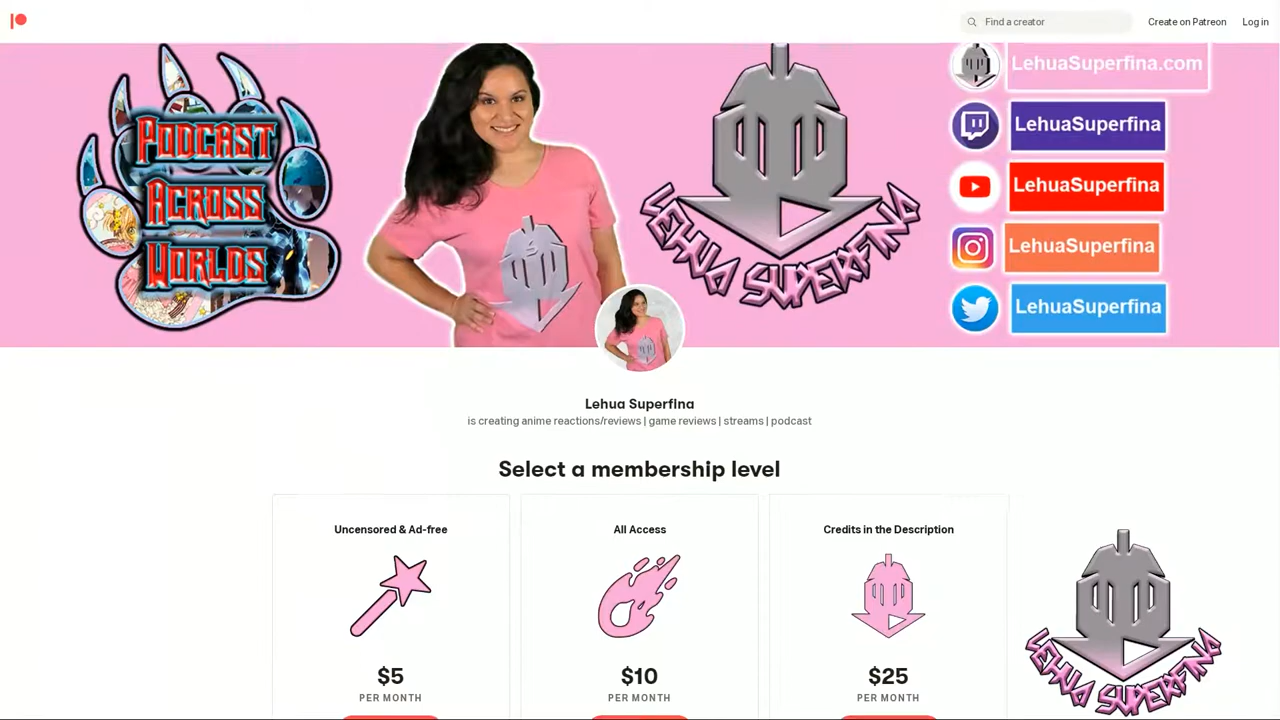 Find a creator
Create on Patreon
Log in
PODCAST
ACROSS
WORLDS
LEHUA SUPERFINA
LehuaSuperfina.com
LehuaSuperfina
LehuaSuperfina
LehuaSuperfina
LehuaSuperfina
Lehua Superfina
is creating anime reactions/reviews | game reviews | streams | podcast
Select a membership level
Uncensored & Ad-free
$5
PER MONTH
All Access
$10
PER MONTH
Credits in the Description
$25
PER MONTH
LEHUA SUPERFINA